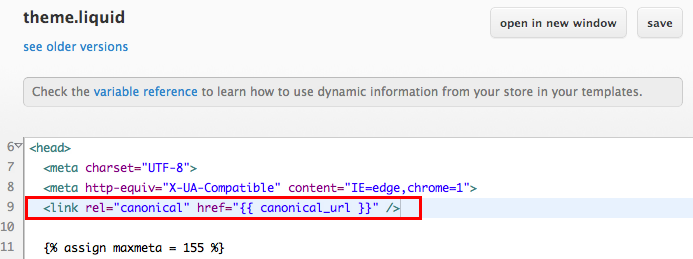 theme.liquid
open in new window
save
see older versions
Check the variable reference to learn how to use dynamic information from your store in your templates.
6 <head>
7 <meta charset="UTF-8">
8 <meta http-equiv="X-UA-Compatible" content="IE=edge,chrome=1">
9 <link rel="canonical" href="{{ canonical_url }}" />
10
11 {% assign maxmeta = 155 %}